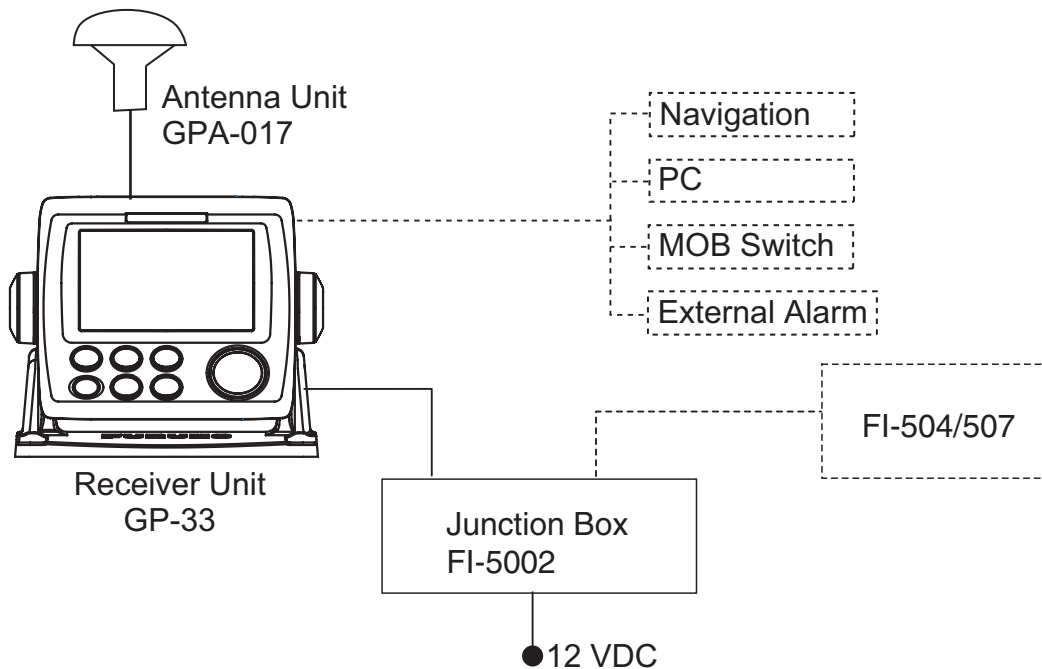 Antenna Unit
GPA-017
Navigation
PC
MOB Switch
External Alarm
FURUNO
Receiver Unit
GP-33
FI-504/507
Junction Box
FI-5002
12 VDC